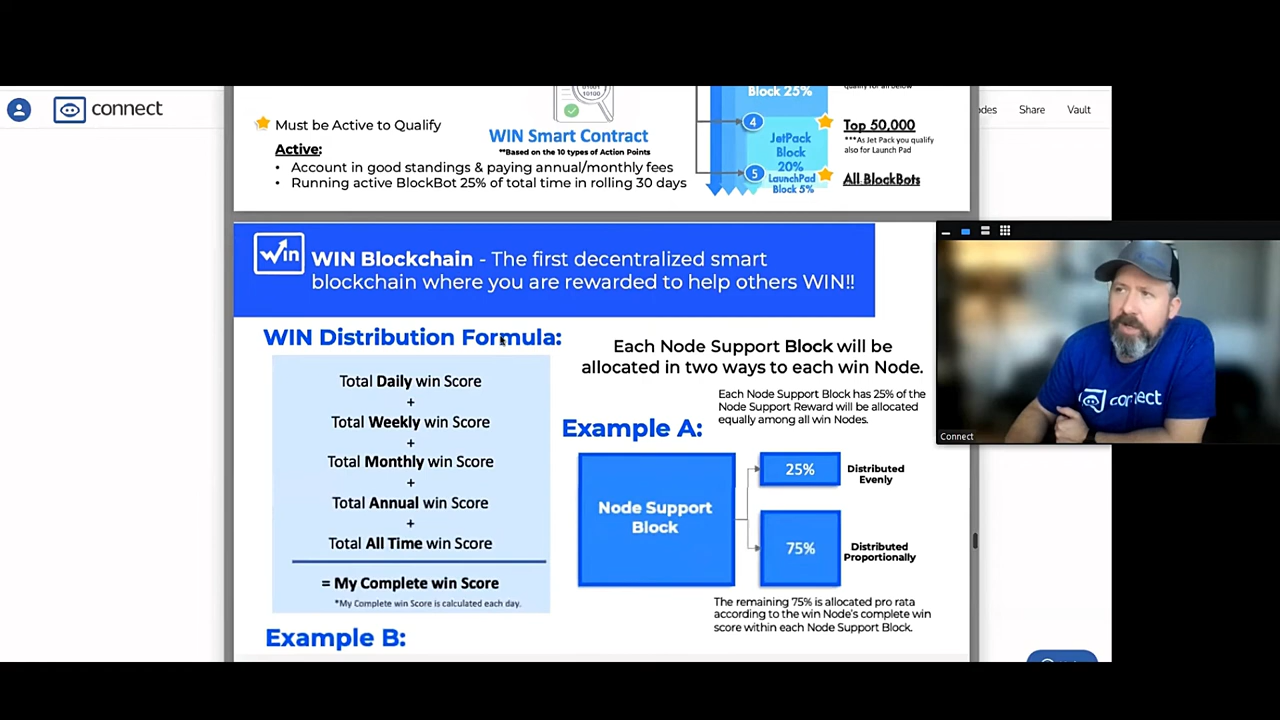 connect
odes
Share
Vault
Block 25%
Must be Active to Qualify
Active:
• Account in good standings & paying annual/monthly fees
• Running active BlockBot 25% of total time in rolling 30 days
WIN Smart Contract
**Based on the 10 types of Action Points
4
JetPack
Block
20%
5
LaunchPad
Block 5%
Top 50,000
***As Jet Pack you qualify
also for Launch Pad
All BlockBots
win
WIN Blockchain - The first decentralized smart
blockchain where you are rewarded to help others WIN!!
WIN Distribution Formula:
Total Daily win Score
+
Total Weekly win Score
+
Total Monthly win Score
+
Total Annual win Score
+
Total All Time win Score
= My Complete win Score
*My Complete win Score is calculated each day.
Each Node Support Block will be
allocated in two ways to each win Node.
Each Node Support Block has 25% of the
Node Support Reward will be allocated
equally among all win Nodes.
Example A:
Node Support
Block
25%
Distributed
Evenly
75%
Distributed
Proportionally
The remaining 75% is allocated pro rata
according to the win Node's complete win
score within each Node Support Block.
Example B:
connect
Connect